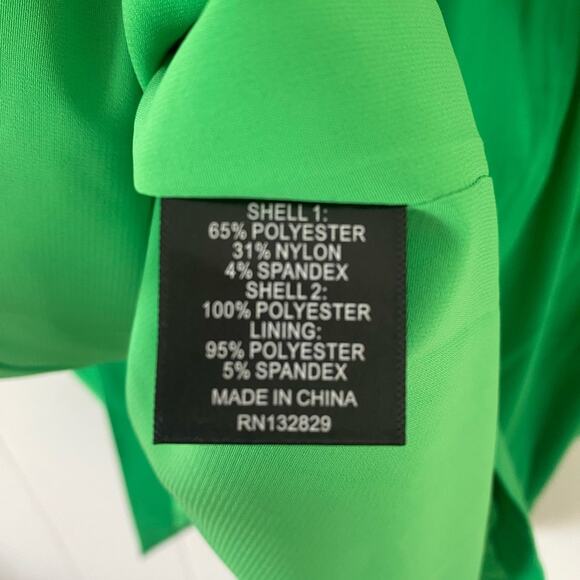 SHELL 1:
65% POLYESTER
31% NYLON
4% SPANDEX
SHELL 2:
100% POLYESTER
LINING:
95% POLYESTER
5% SPANDEX
MADE IN CHINA
RN132829